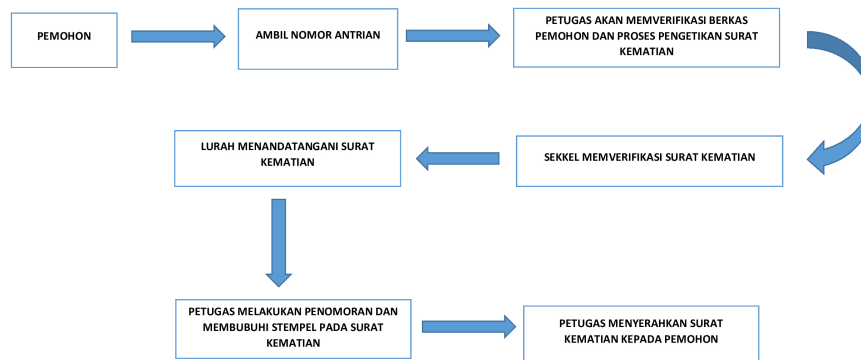 PEMOHON
AMBIL NOMOR ANTRIAN
PETUGAS AKAN MEMVERIFIKASI BERKAS
PEMOHON DAN PROSES PENGETIKAN SURAT
KEMATIAN
SEKKEL MEMVERIFIKASI SURAT KEMATIAN
LURAH MENANDATANGANI SURAT
KEMATIAN
PETUGAS MELAKUKAN PENOMORAN DAN
MEMBUBUHI STEMPEL PADA SURAT
KEMATIAN
PETUGAS MENYERAHKAN SURAT
KEMATIAN KEPADA PEMOHON